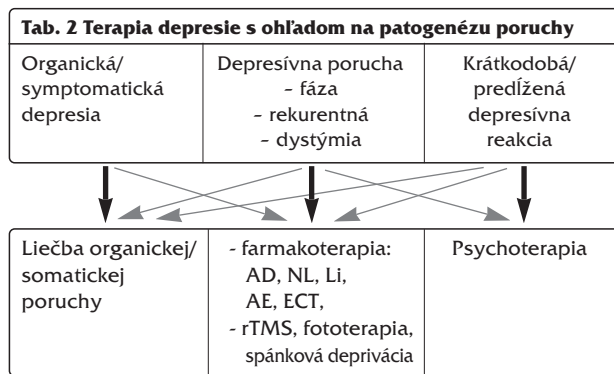 Tab. 2 Terapia depresie s ohľadom na patogenézu poruchy
Organická/
symptomatická
depresia
Depresívna porucha
- fáza
- rekurentná
- dystýmia
Krátkodobá/
predĺžená
depresívna
reakcia
Liečba organickej/
somatickej
poruchy
- farmakoterapia:
AD, NL, Li,
AE, ECT,
- rTMS, fototerapia,
spánková deprivácia
Psychoterapia